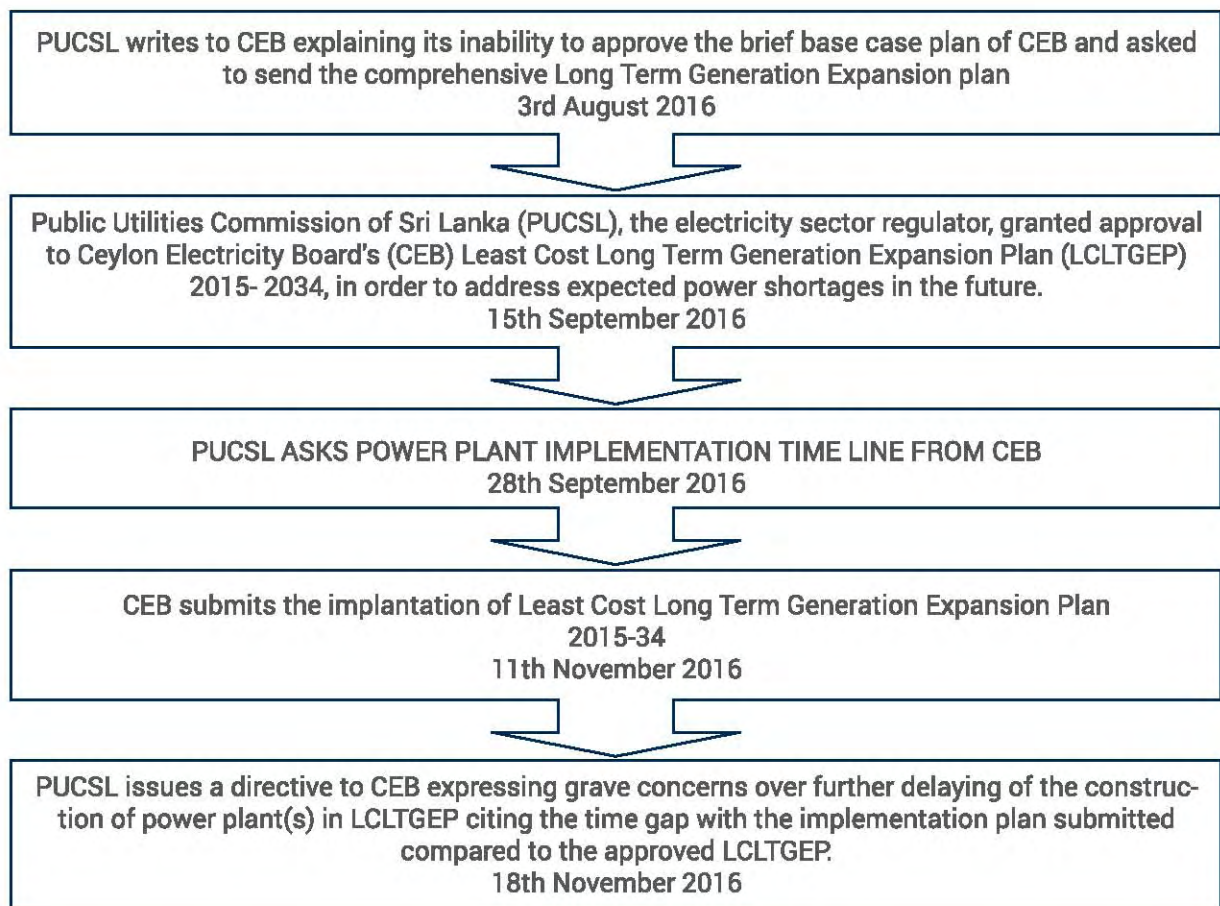 PUCSL writes to CEB explaining its inability to approve the brief base case plan of CEB and asked
to send the comprehensive Long Term Generation Expansion plan
3rd August 2016
Public Utilities Commission of Sri Lanka (PUCSL), the electricity sector regulator, granted approval
to Ceylon Electricity Board's (CEB) Least Cost Long Term Generation Expansion Plan (LCLTGEP)
2015- 2034, in order to address expected power shortages in the future.
15th September 2016
PUCSL ASKS POWER PLANT IMPLEMENTATION TIME LINE FROM CEB
28th September 2016
CEB submits the implantation of Least Cost Long Term Generation Expansion Plan
2015-34
11th November 2016
PUCSL issues a directive to CEB expressing grave concerns over further delaying of the construc-
tion of power plant(s) in LCLTGEP citing the time gap with the implementation plan submitted
compared to the approved LCLTGEP.
18th November 2016